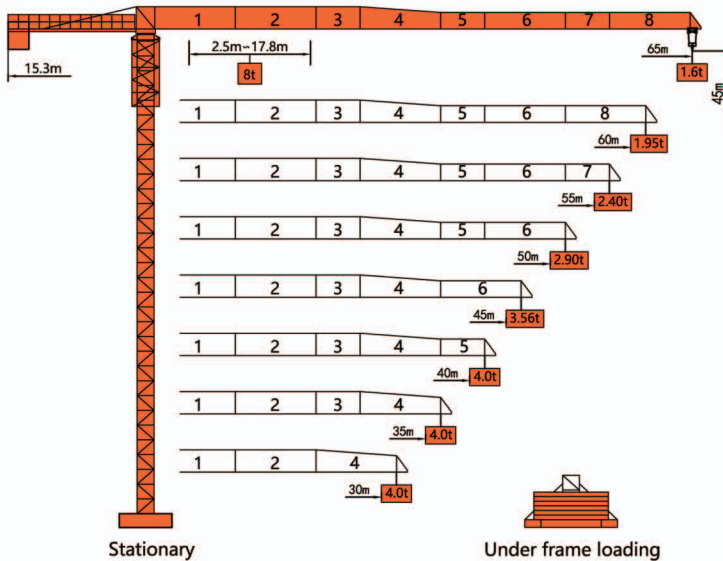 1 2 3 4 5 6 7 8
2.5m~17.8m
8t
15.3m
65m
1.6t
45m
1 2 3 4 5 6 8
60m
1.95t
1 2 3 4 5 6 7
55m
2.40t
1 2 3 4 5 6
50m
2.90t
1 2 3 4 6
45m
3.56t
1 2 3 4 5
40m
4.0t
1 2 3 4
35m
4.0t
1 2 4
30m
4.0t
Stationary
Under frame loading